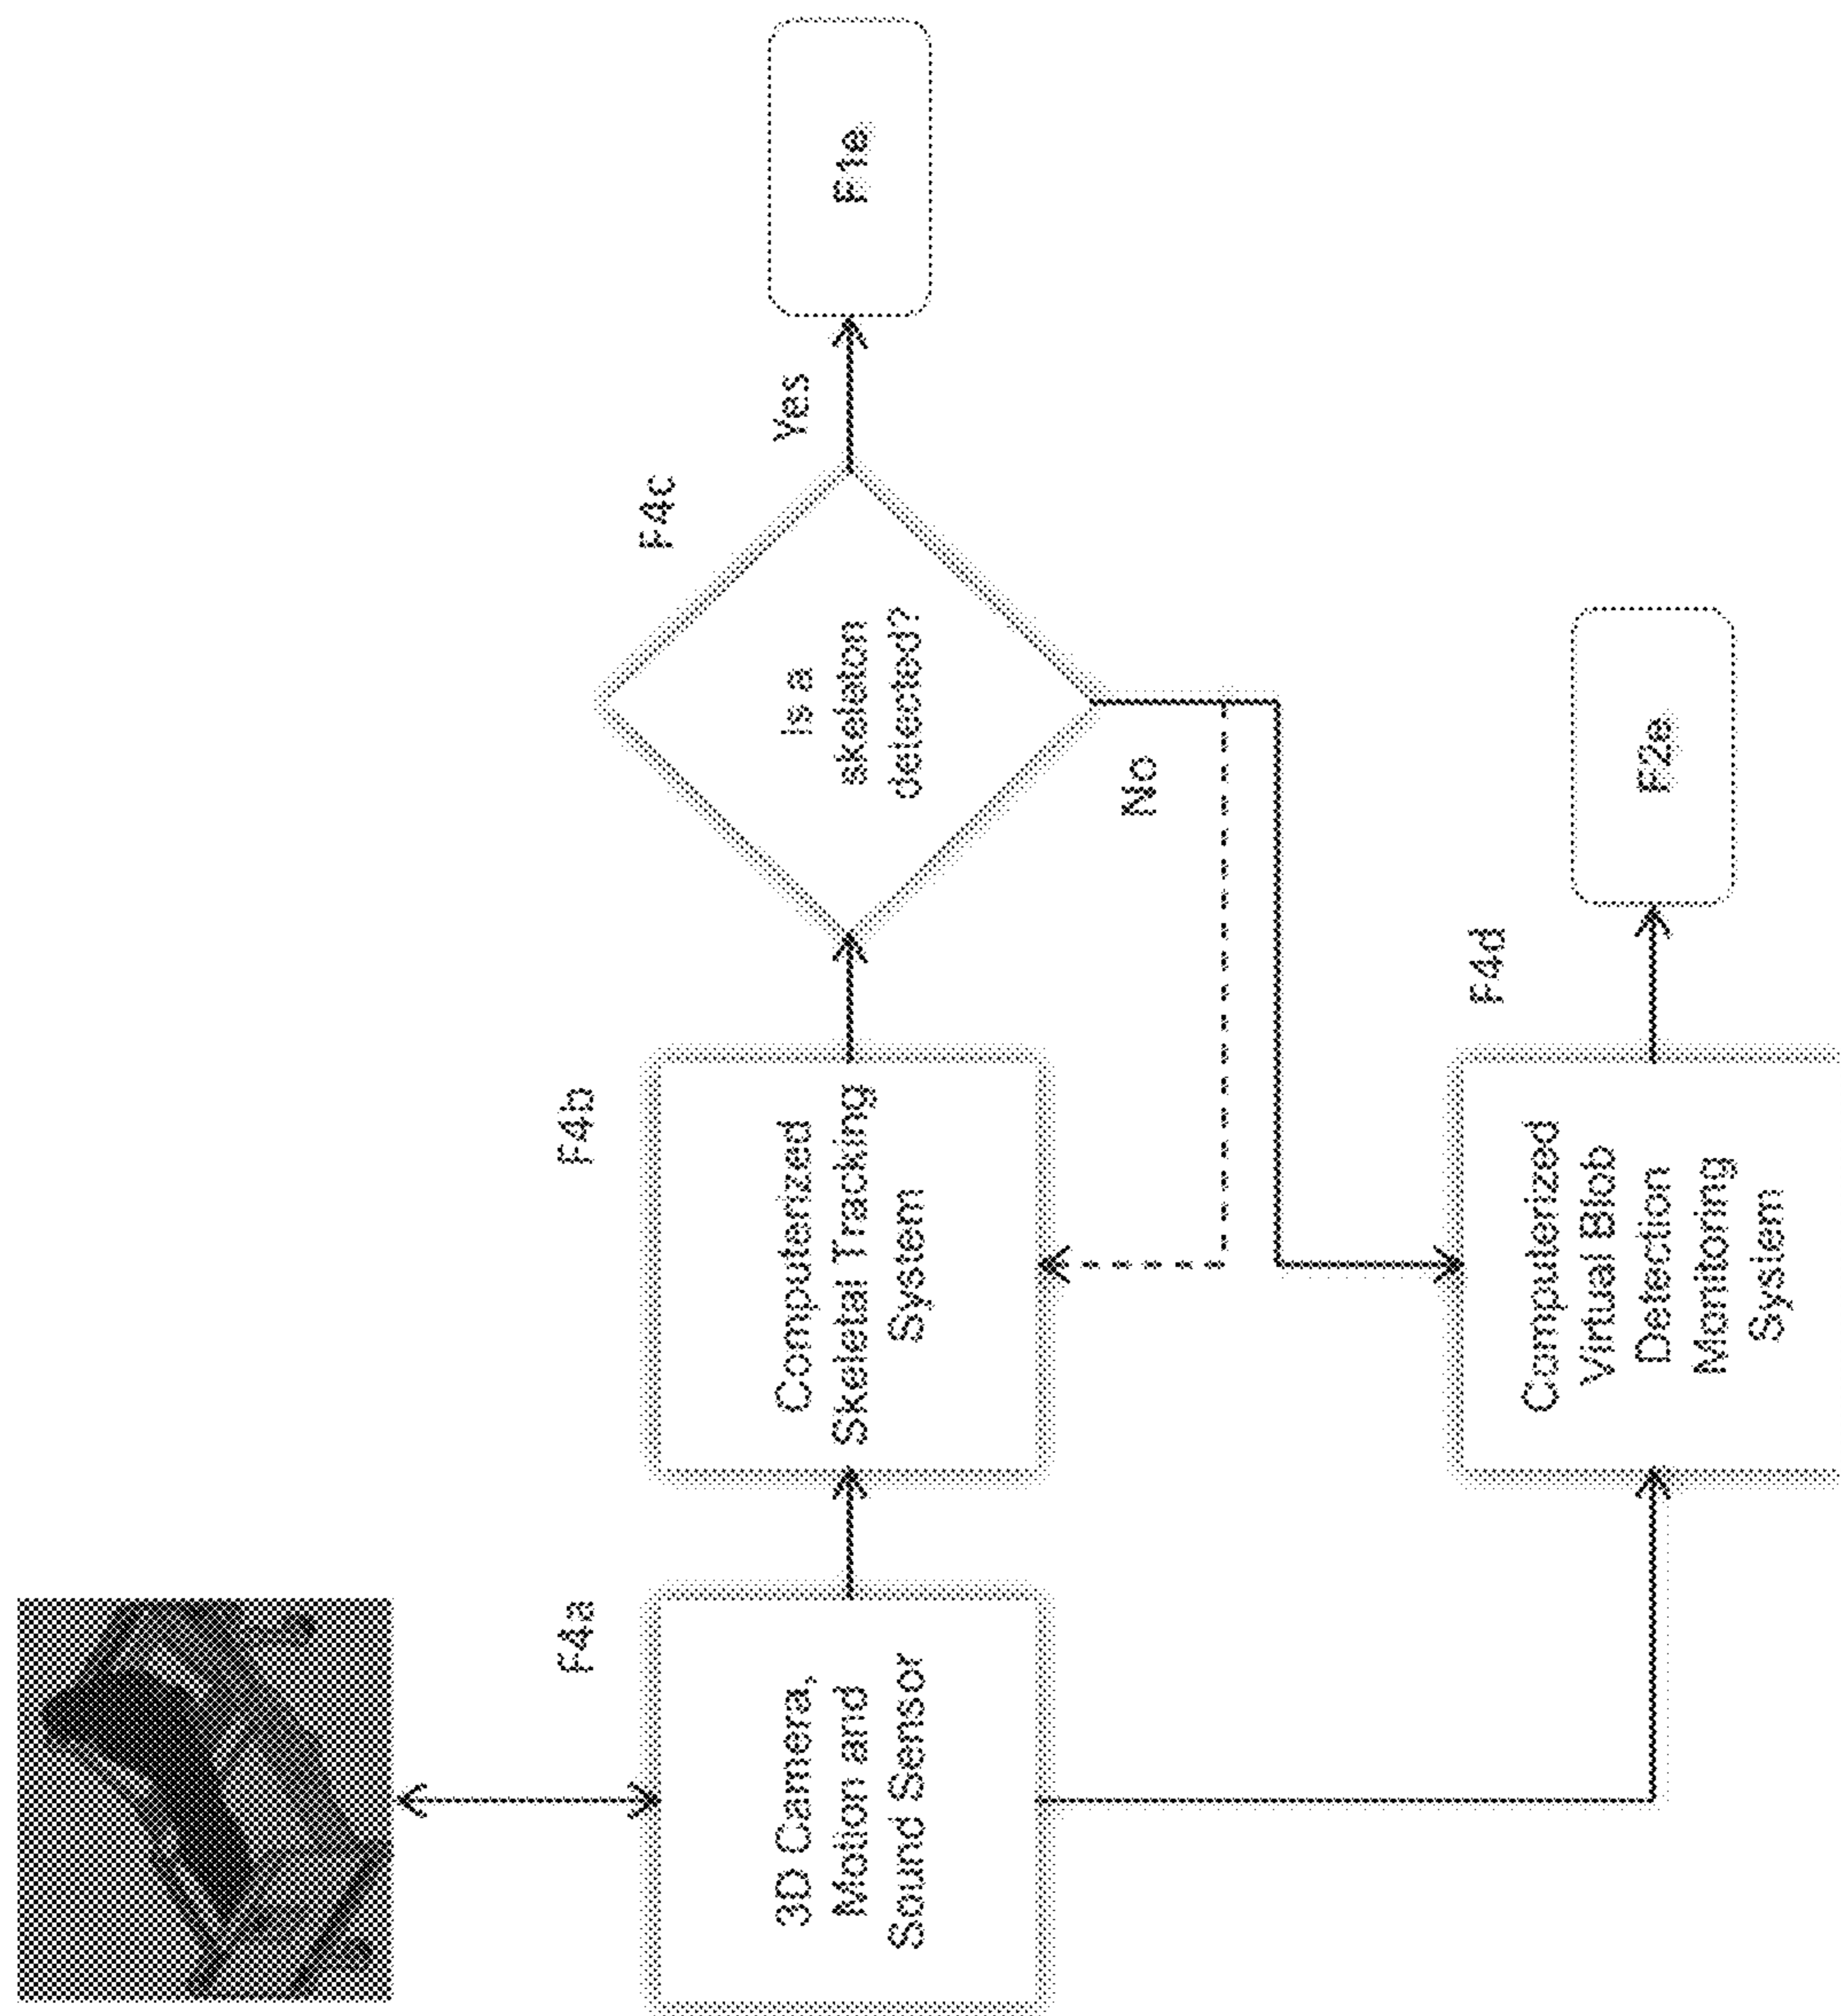 F4a
3D Camera,
Motion and
Sound Sensor
F4b
Computerized
Skeletal Tracking
System
F4c
Is a
skeleton
detected?
Yes
F1e
No
F4d
Computerized
Virtual Blob
Detection
Monitoring
System
F2e